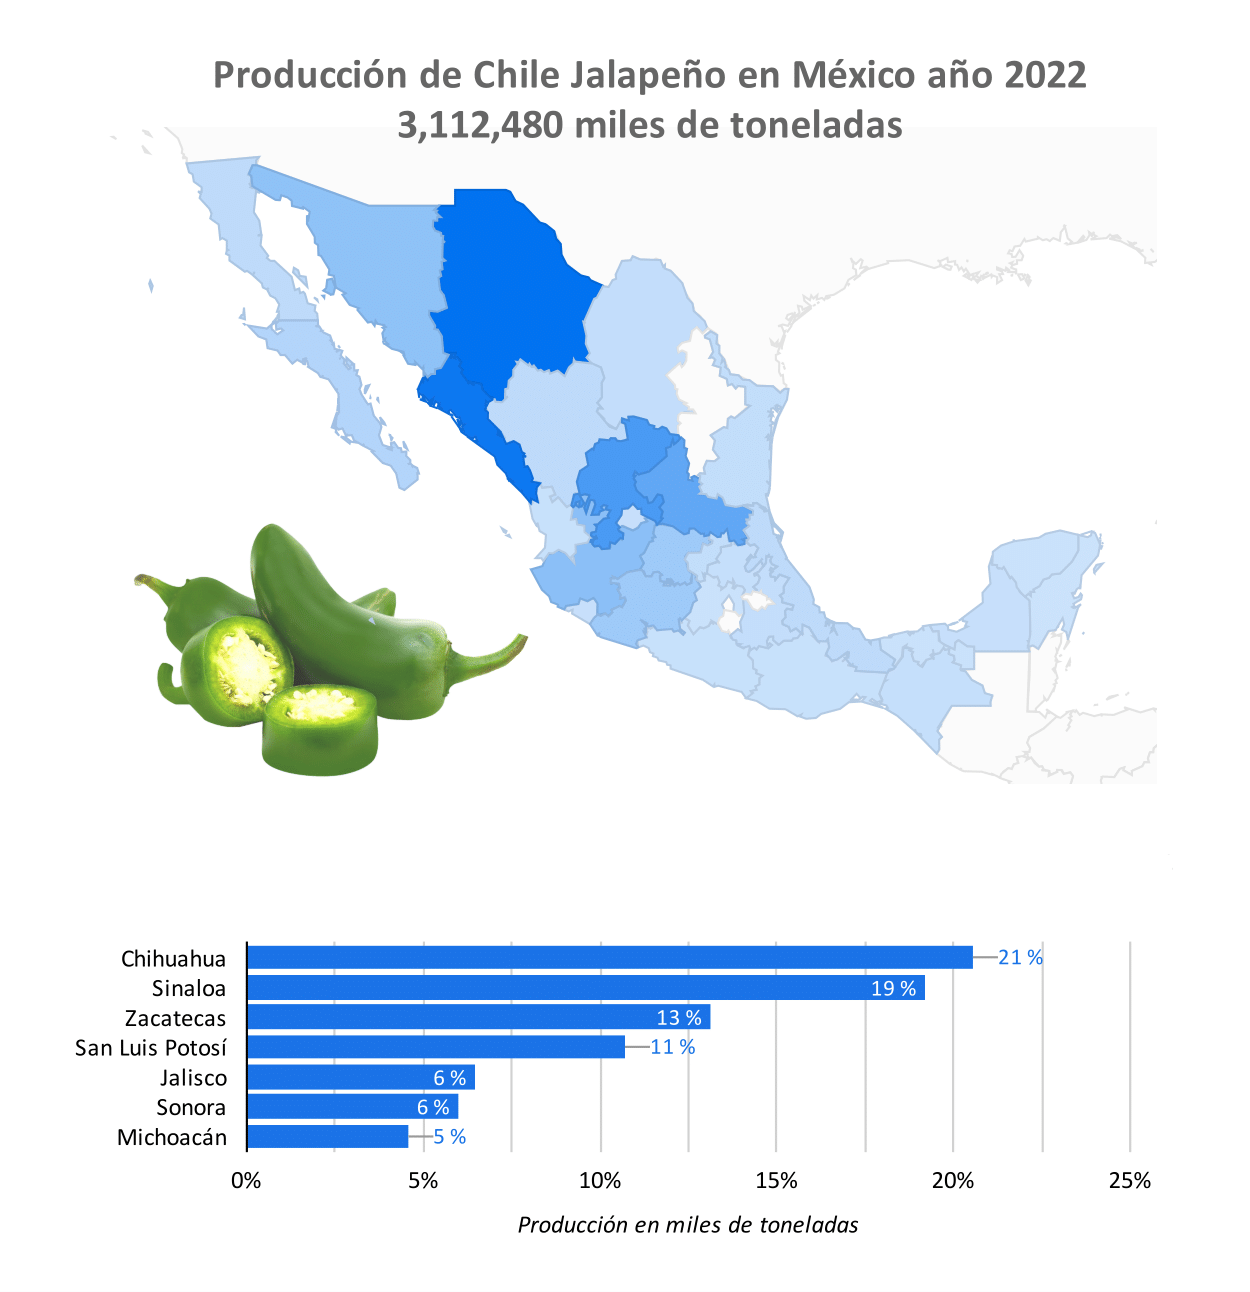 Producción de Chile Jalapeño en México año 2022
3,112,480 miles de toneladas
Chihuahua 21 %
Sinaloa 19 %
Zacatecas 13 %
San Luis Potosí 11 %
Jalisco 6 %
Sonora 6 %
Michoacán 5 %
0% 5% 10% 15% 20% 25%
Producción en miles de toneladas